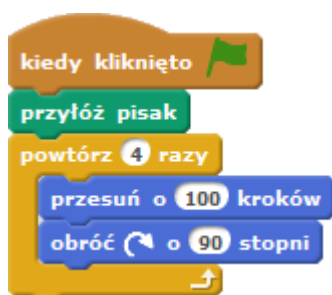 kiedy kliknięto
przyłóż pisak
powtórz 4 razy
przesuń o 100 kroków
obróć o 90 stopni